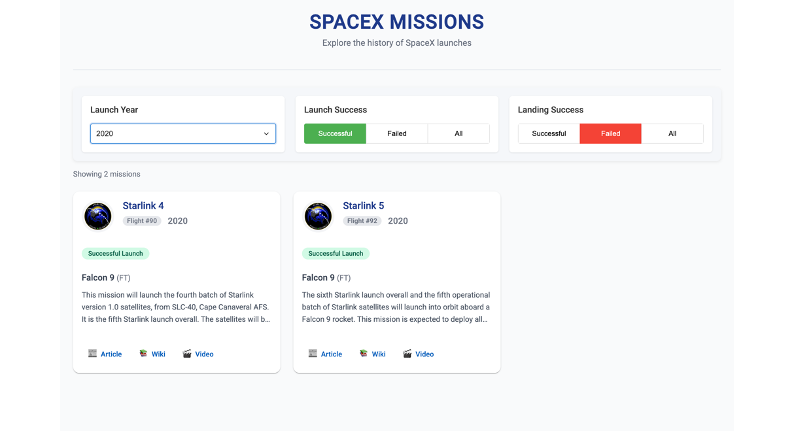 SPACEX MISSIONS
Explore the history of SpaceX launches
Launch Year
2020
Launch Success
Successful Failed All
Landing Success
Successful Failed All
Showing 2 missions
Starlink 4
Flight #90 2020
Successful Launch
Falcon 9 (FT)
This mission will launch the fourth batch of Starlink
version 1.0 satellites, from SLC-40, Cape Canaveral AFS.
It is the fifth Starlink launch overall. The satellites will b...
Article Wiki Video
Starlink 5
Flight #92 2020
Successful Launch
Falcon 9 (FT)
The sixth Starlink launch overall and the fifth operational
batch of Starlink satellites will launch into orbit aboard a
Falcon 9 rocket. This mission is expected to deploy all...
Article Wiki Video